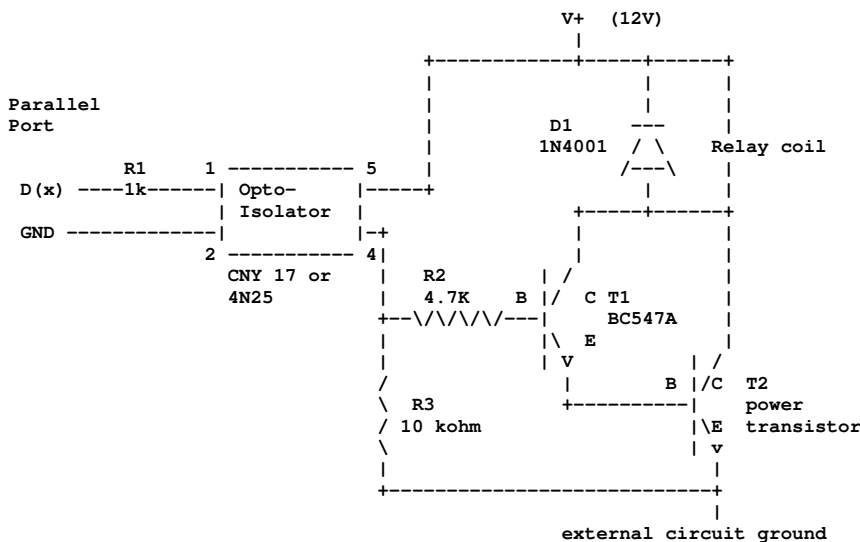 V+ (12V)
Parallel
Port
D1
1N4001
Relay coil
R1
1 5
D(x) 1k Opto-
Isolator
GND
2 4
CNY 17 or
4N25
R2
4.7K B C T1
BC547A
E
B C T2
power
R3
10 kohm E transistor
external circuit ground